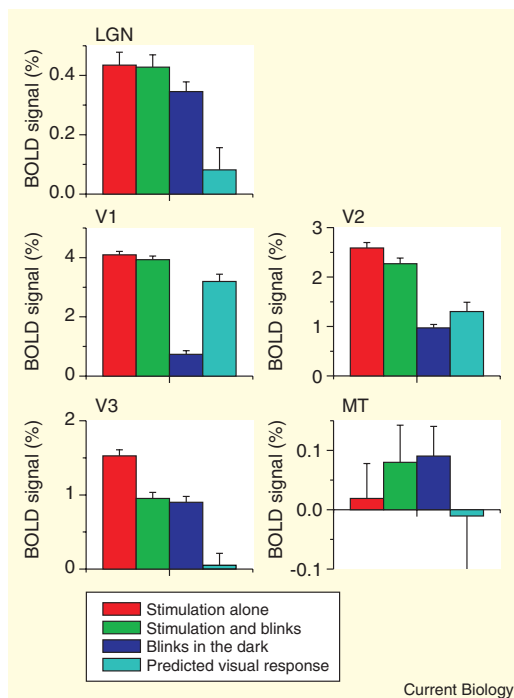 LGN
BOLD signal (%)
0.4
0.2
0.0
V1
BOLD signal (%)
4
2
0
V2
BOLD signal (%)
3
2
1
0
V3
BOLD signal (%)
2
1
0
MT
BOLD signal (%)
0.1
0.0
-0.1
Stimulation alone
Stimulation and blinks
Blinks in the dark
Predicted visual response
Current Biology